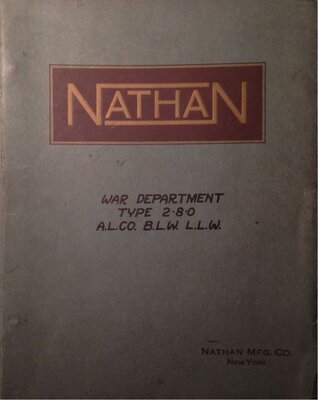 NATHAN
WAR DEPARTMENT
TYPE 2·8·0
A.L.CO. B.L.W. L.L.W.
NATHAN MFG. CO.
NEW YORK